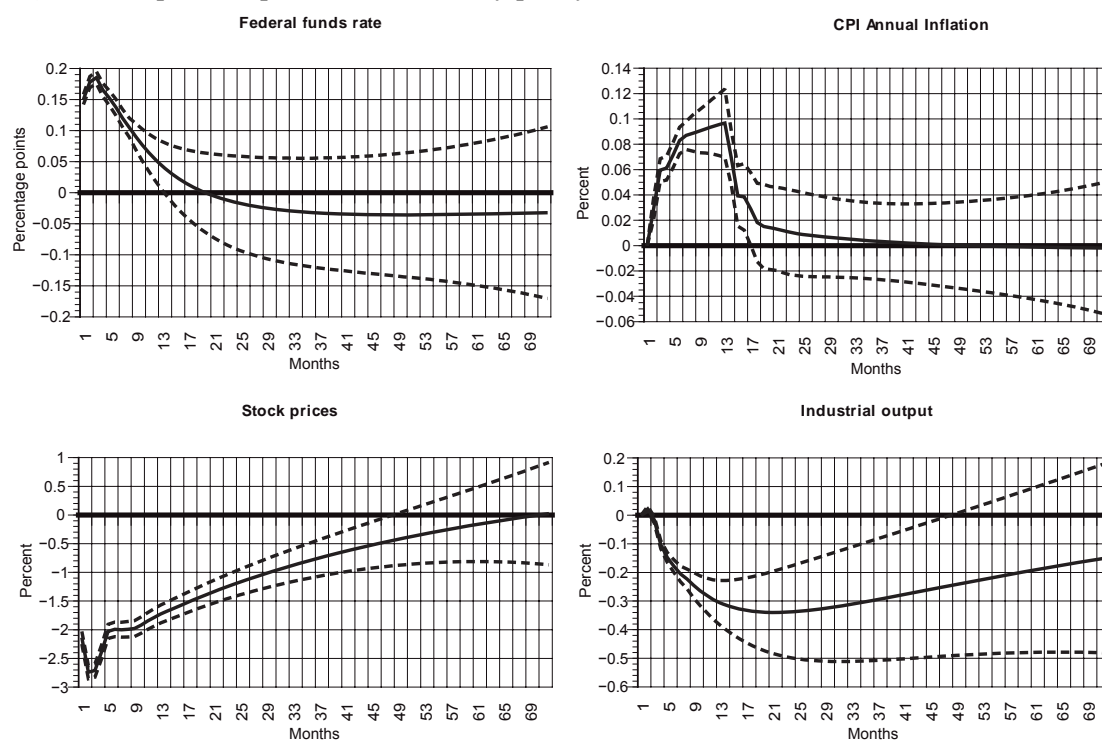 Federal funds rate
Percentage points
0.2
0.15
0.1
0.05
0
−0.05
−0.1
−0.15
−0.2
1 5 9 13 17 21 25 29 33 37 41 45 49 53 57 61 65 69
Months
CPI Annual Inflation
Percent
0.14
0.12
0.1
0.08
0.06
0.04
0.02
0
−0.02
−0.04
−0.06
1 5 9 13 17 21 25 29 33 37 41 45 49 53 57 61 65 69
Months
Stock prices
Percent
1
0.5
0
−0.5
−1
−1.5
−2
−2.5
−3
1 5 9 13 17 21 25 29 33 37 41 45 49 53 57 61 65 69
Months
Industrial output
Percent
0.2
0.1
0
−0.1
−0.2
−0.3
−0.4
−0.5
−0.6
1 5 9 13 17 21 25 29 33 37 41 45 49 53 57 61 65 69
Months